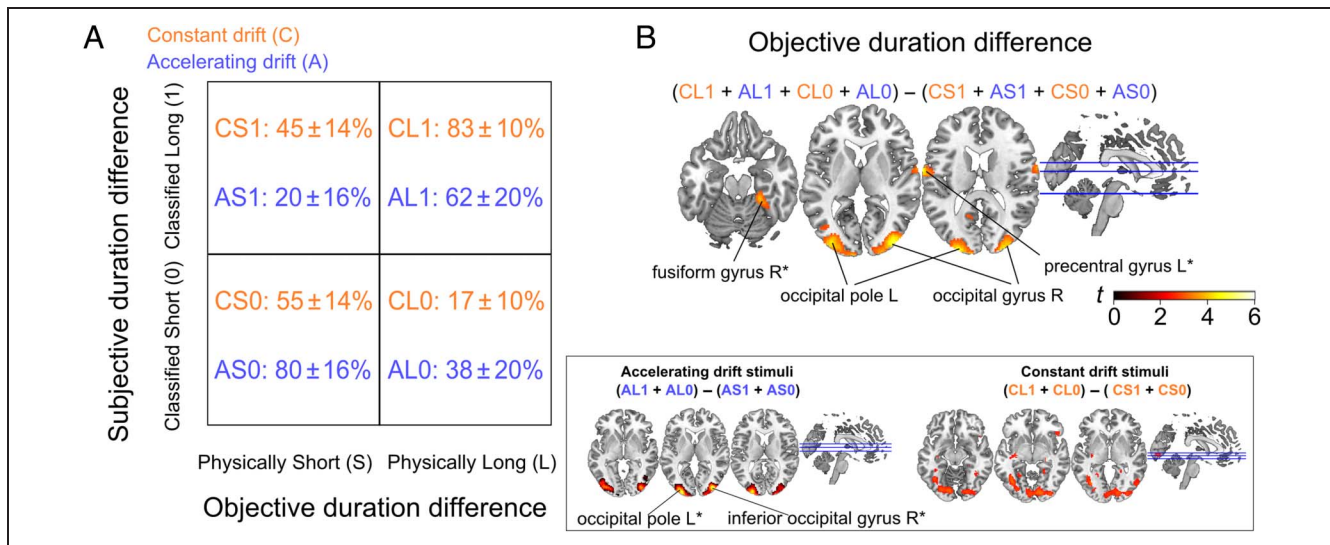 A
Constant drift (C)
Accelerating drift (A)
Subjective duration difference
Classified Long (1)
Classified Short (0)
CS1: 45 ± 14%
CL1: 83 ± 10%
AS1: 20 ± 16%
AL1: 62 ± 20%
CS0: 55 ± 14%
CL0: 17 ± 10%
AS0: 80 ± 16%
AL0: 38 ± 20%
Physically Short (S)
Physically Long (L)
Objective duration difference
B
Objective duration difference
(CL1 + AL1 + CL0 + AL0) – (CS1 + AS1 + CS0 + AS0)
fusiform gyrus R*
occipital pole L
occipital gyrus R
precentral gyrus L*
t
0 2 4 6
Accelerating drift stimuli
(AL1 + AL0) – (AS1 + AS0)
occipital pole L*
inferior occipital gyrus R*
Constant drift stimuli
(CL1 + CL0) – ( CS1 + CS0)